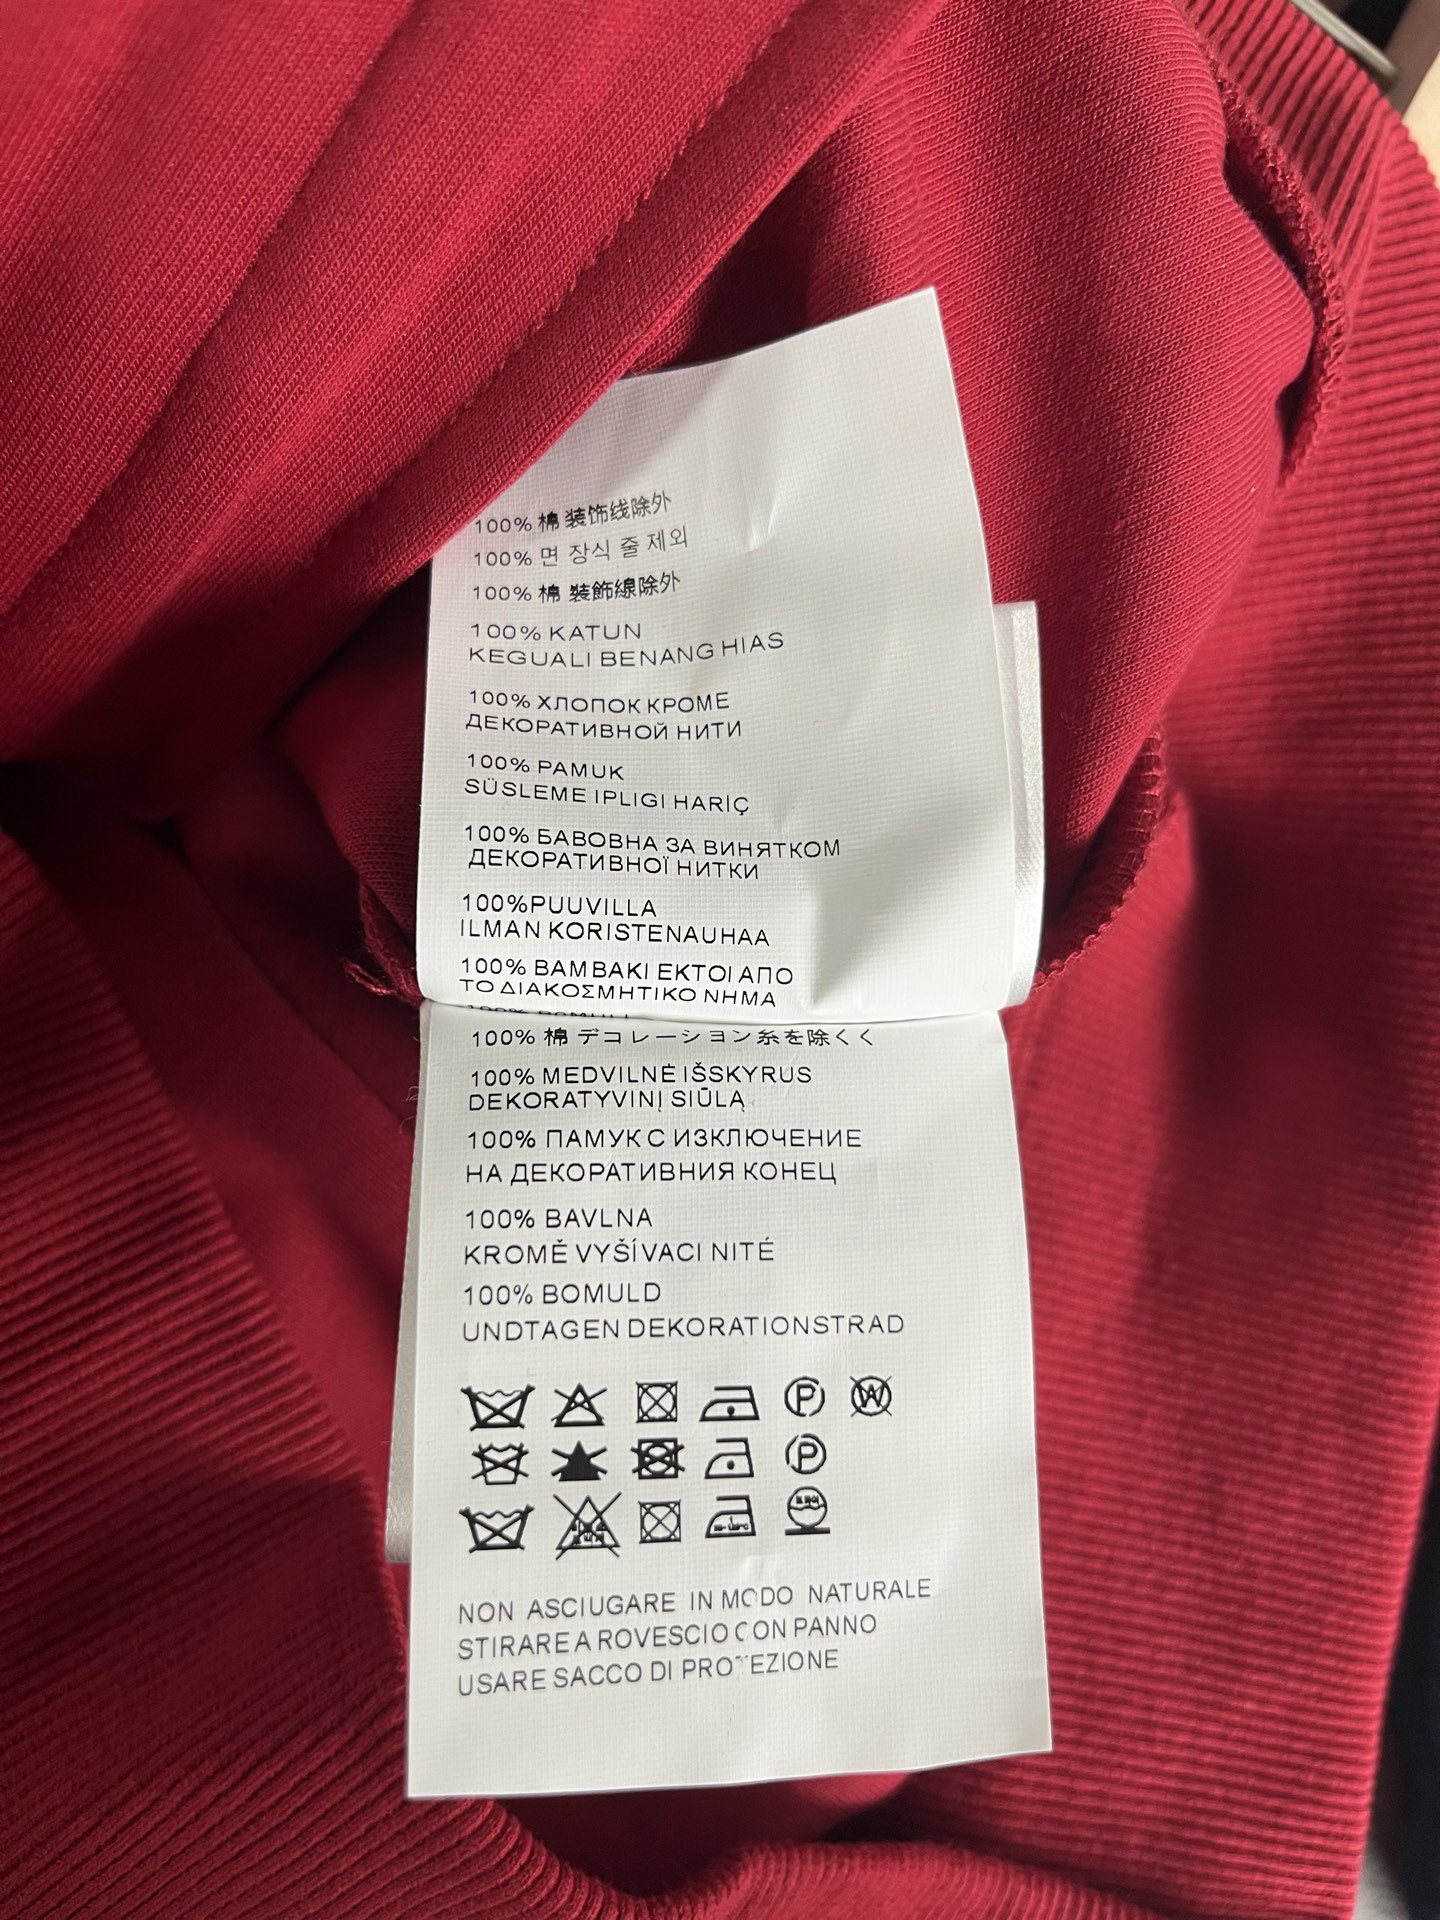 100% 棉 装饰线除外
100% 면 장식 줄 제외
100% 棉 裝飾線除外
100% KATUN
KEGUALI BENANG HIAS
100% ХЛОПОК КРОМЕ
ДЕКОРАТИВНОЙ НИТИ
100% PAMUK
SÜSLEME IPLIGI HARIÇ
100% БАВОВНА ЗА ВИНЯТКОМ
ДЕКОРАТИВНОЇ НИТКИ
100%PUUVILLA
ILMAN KORISTENAUHAA
100% BAMBAKI EKTOI AΠO
TO ΔIAKOΣMHTIKO NHMA
100% BOMULL
100% 棉 デコレーション糸を除くく
100% MEDVILNĖ IŠSKYRUS
DEKORATYVINĮ SIŪLĄ
100% ПАМУК С ИЗКЛЮЧЕНИЕ
НА ДЕКОРАТИВНИЯ КОНЕЦ
100% BAVLNA
KROMĚ VYŠÍVACI NITÉ
100% BOMULD
UNDTAGEN DEKORATIONSTRAD
P W
P
NON ASCIUGARE IN MODO NATURALE
STIRARE A ROVESCIO CON PANNO
USARE SACCO DI PROTEZIONE